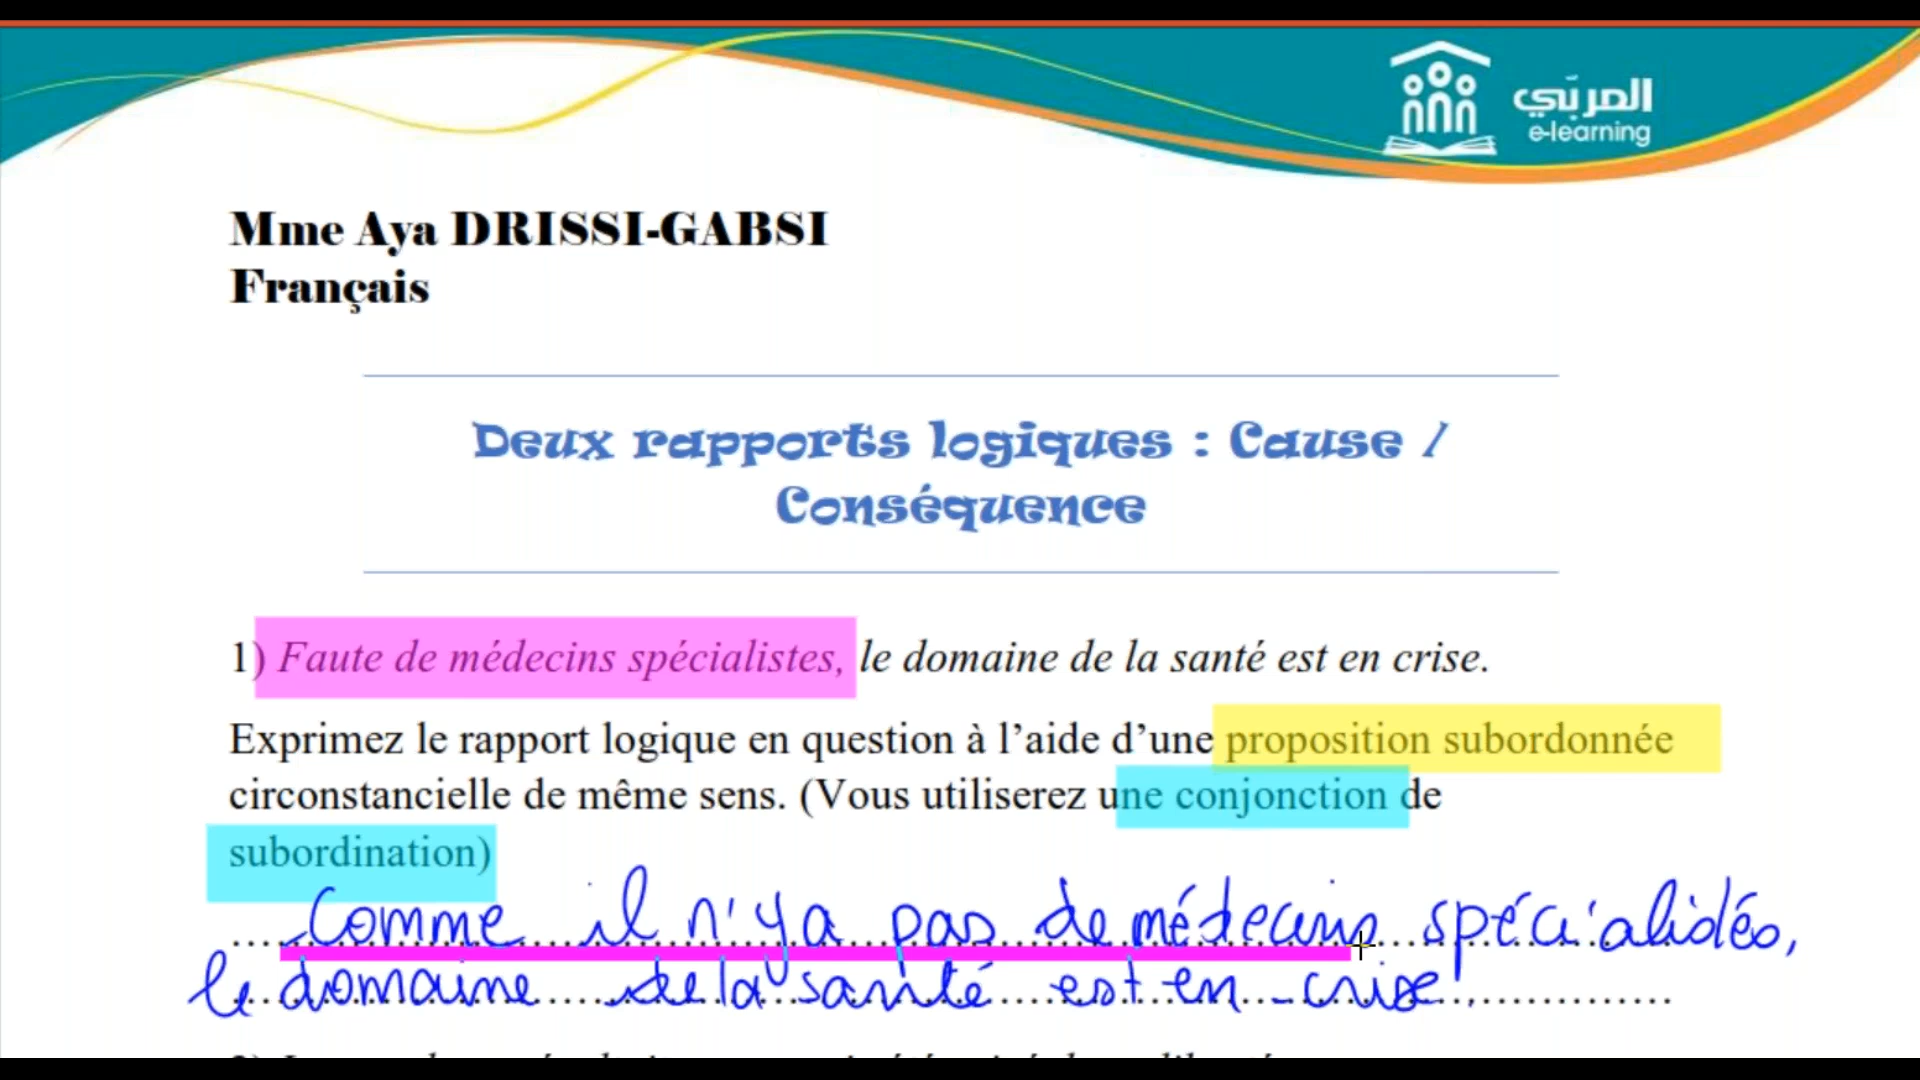 المربّي
e-learning
Mme Aya DRISSI-GABSI
Français
Deux rapports logiques : Cause /
Conséquence
1) Faute de médecins spécialistes, le domaine de la santé est en crise.
Exprimez le rapport logique en question à l'aide d'une proposition subordonnée
circonstancielle de même sens. (Vous utiliserez une conjonction de
subordination)
Comme il n'y a pas de médecins spécialistes,
le domaine de la santé est en crise.